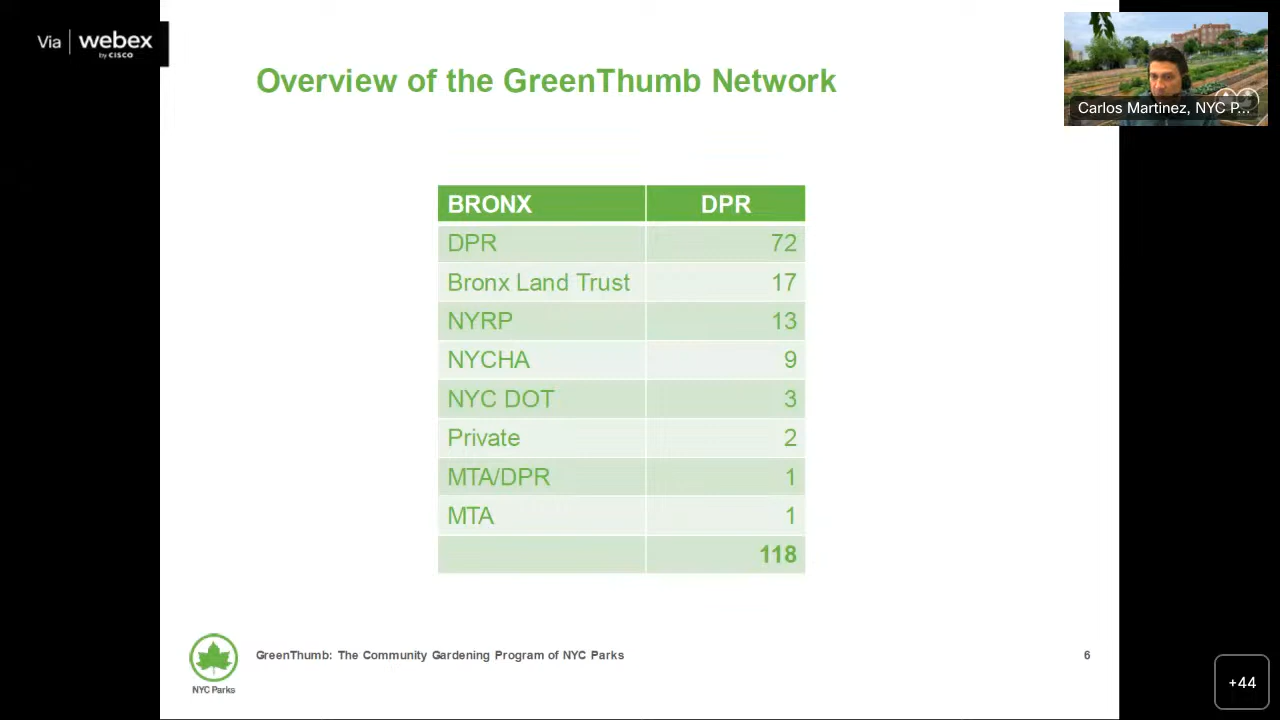 Via webex
by CISCO
Overview of the GreenThumb Network
Carlos Martinez, NYC P...
BRONX DPR
DPR 72
Bronx Land Trust 17
NYRP 13
NYCHA 9
NYC DOT 3
Private 2
MTA/DPR 1
MTA 1
118
GreenThumb: The Community Gardening Program of NYC Parks
6
NYC Parks
+44